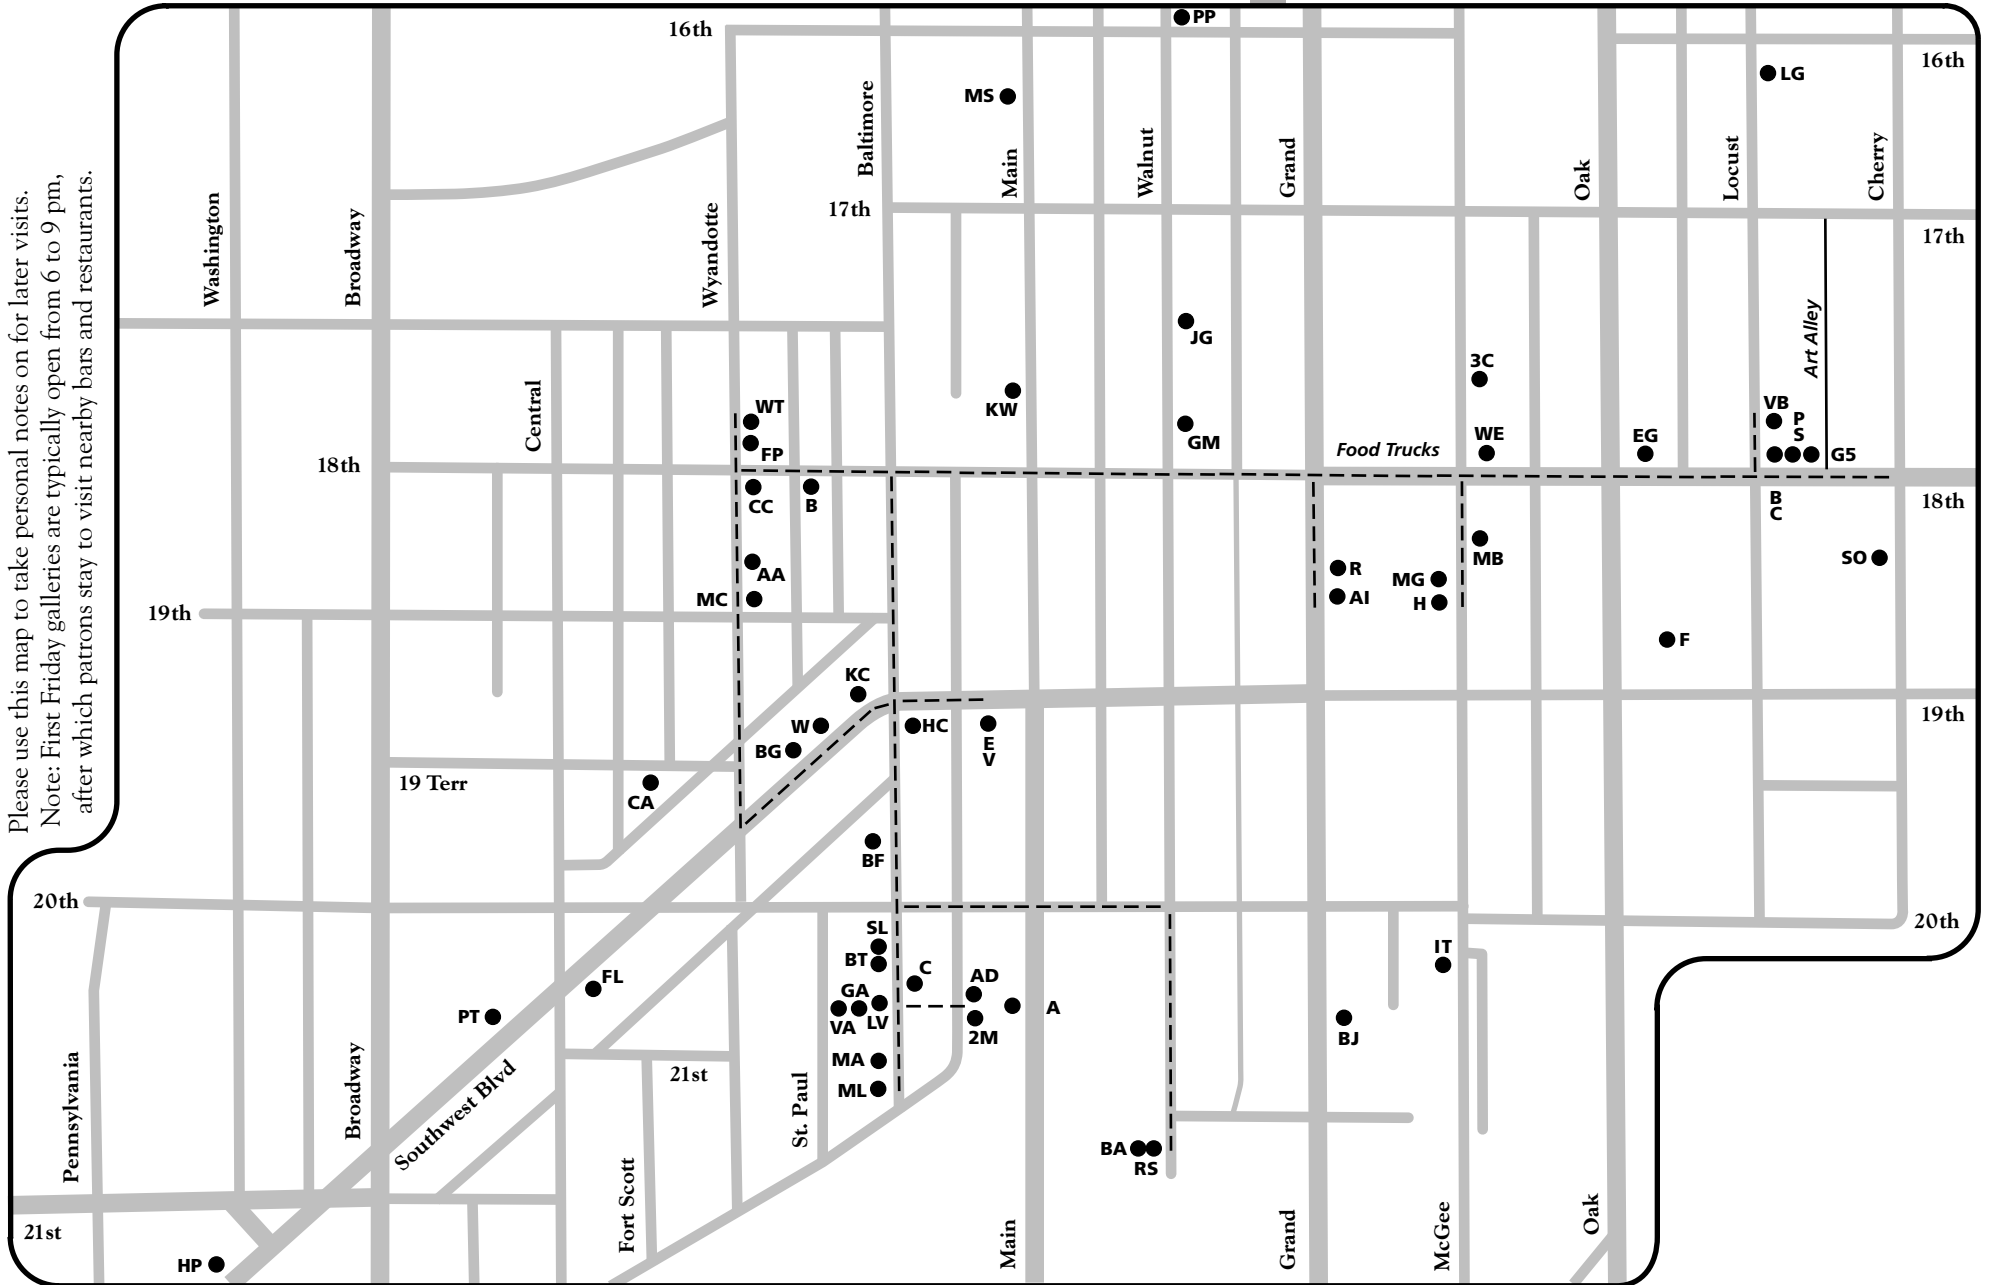 Please use this map to take personal notes on for later visits.
Note: First Friday galleries are typically open from 6 to 9 pm,
after which patrons stay to visit nearby bars and restaurants.
PP
16th
16th
LG
MS
Baltimore
Main
Walnut
Grand
Oak
Locust
Cherry
17th
17th
Washington
Broadway
Wyandotte
JG
Art Alley
3C
KW
Central
WT
FP
GM
Food Trucks
WE
EG
VB
P
S
G5
18th
18th
CC
B
B
C
AA
MC
R
AI
MG
H
MB
SO
19th
F
KC
W
BG
HC
E
V
19th
19 Terr
CA
BF
20th
20th
SL
BT
C
AD
IT
FL
GA
VA
LV
A
2M
PT
BJ
MA
ML
21st
Pennsylvania
Broadway
Southwest Blvd
St. Paul
BA
RS
Fort Scott
Main
Grand
McGee
Oak
21st
HP